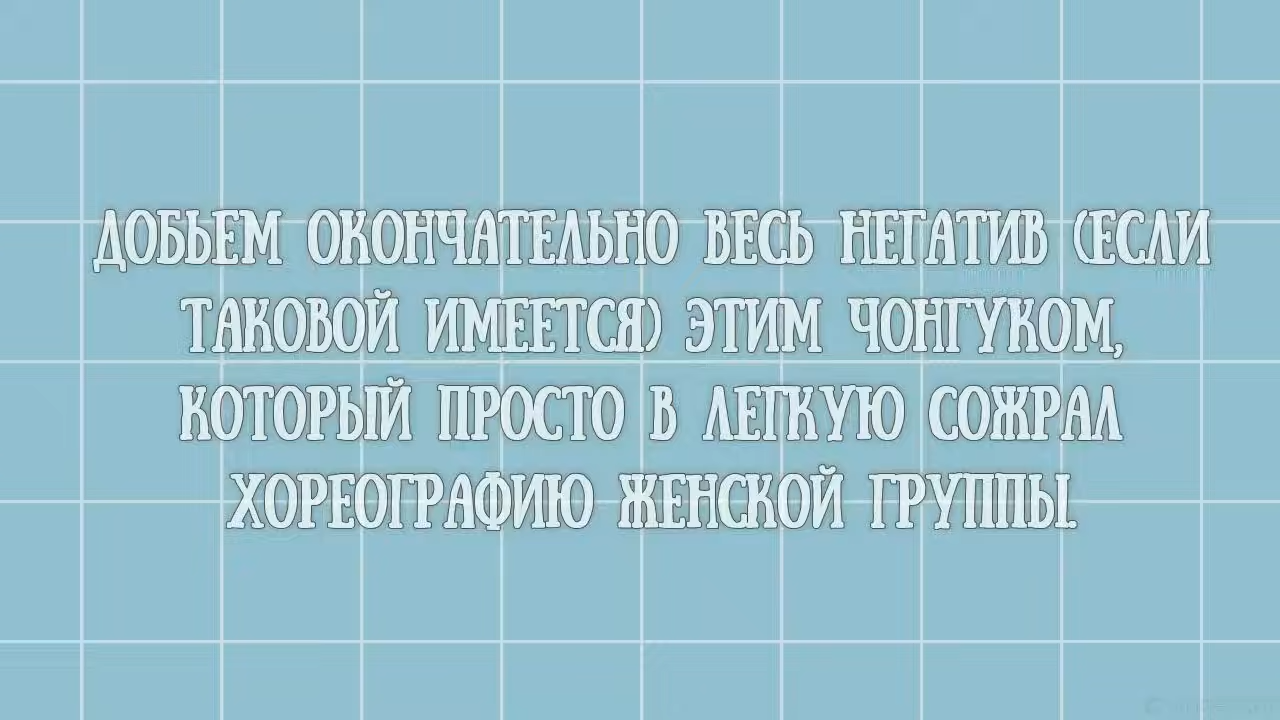 ДОБЬЕМ ОКОНЧАТЕЛЬНО ВЕСЬ НЕГАТИВ (ЕСЛИ
ТАКОВОЙ ИМЕЕТСЯ) ЭТИМ ЧОНГУКОМ,
КОТОРЫЙ ПРОСТО В ЛЕГКУЮ СОЖРАЛ
ХОРЕОГРАФИЮ ЖЕНСКОЙ ГРУППЫ.